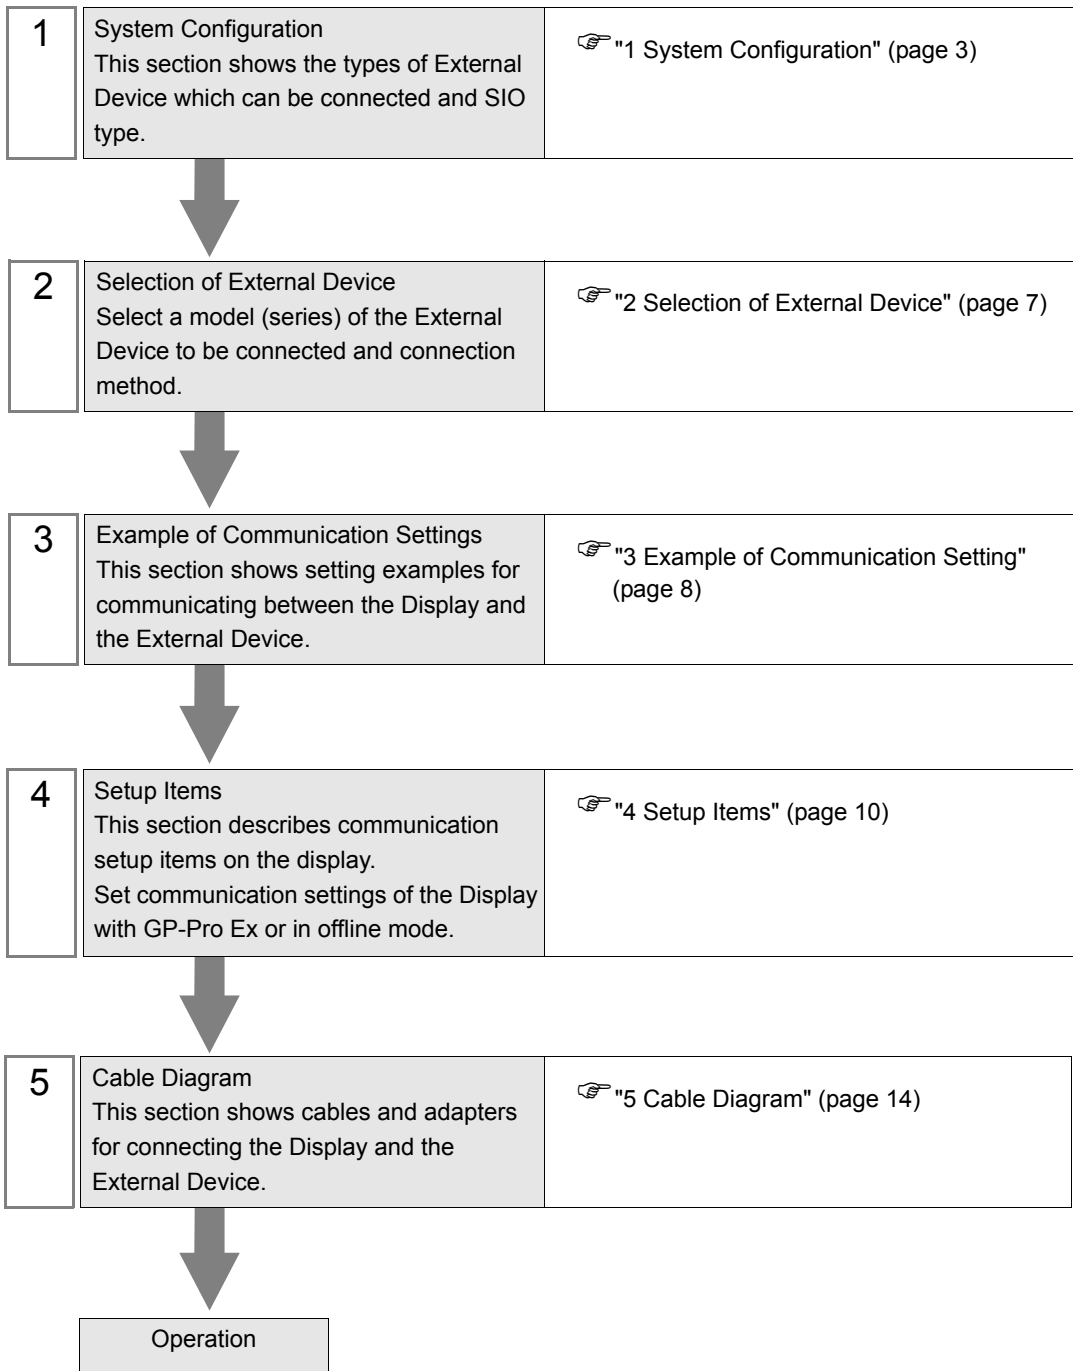 1
System Configuration
This section shows the types of External
Device which can be connected and SIO
type.
"1 System Configuration" (page 3)
2
Selection of External Device
Select a model (series) of the External
Device to be connected and connection
method.
"2 Selection of External Device" (page 7)
3
Example of Communication Settings
This section shows setting examples for
communicating between the Display and
the External Device.
"3 Example of Communication Setting"
(page 8)
4
Setup Items
This section describes communication
setup items on the display.
Set communication settings of the Display
with GP-Pro Ex or in offline mode.
"4 Setup Items" (page 10)
5
Cable Diagram
This section shows cables and adapters
for connecting the Display and the
External Device.
"5 Cable Diagram" (page 14)
Operation